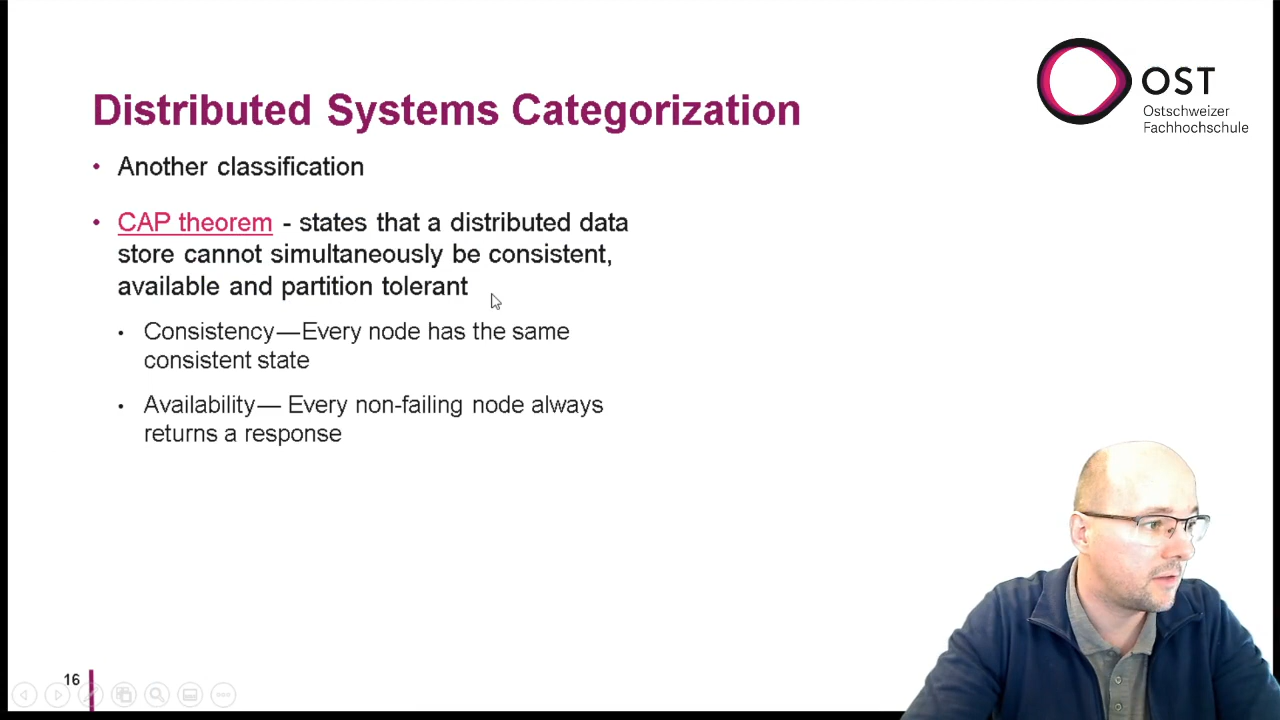 OST
Ostschweizer
Fachhochschule
Distributed Systems Categorization
• Another classification
• CAP theorem - states that a distributed data
store cannot simultaneously be consistent,
available and partition tolerant
• Consistency—Every node has the same
consistent state
• Availability— Every non-failing node always
returns a response
16